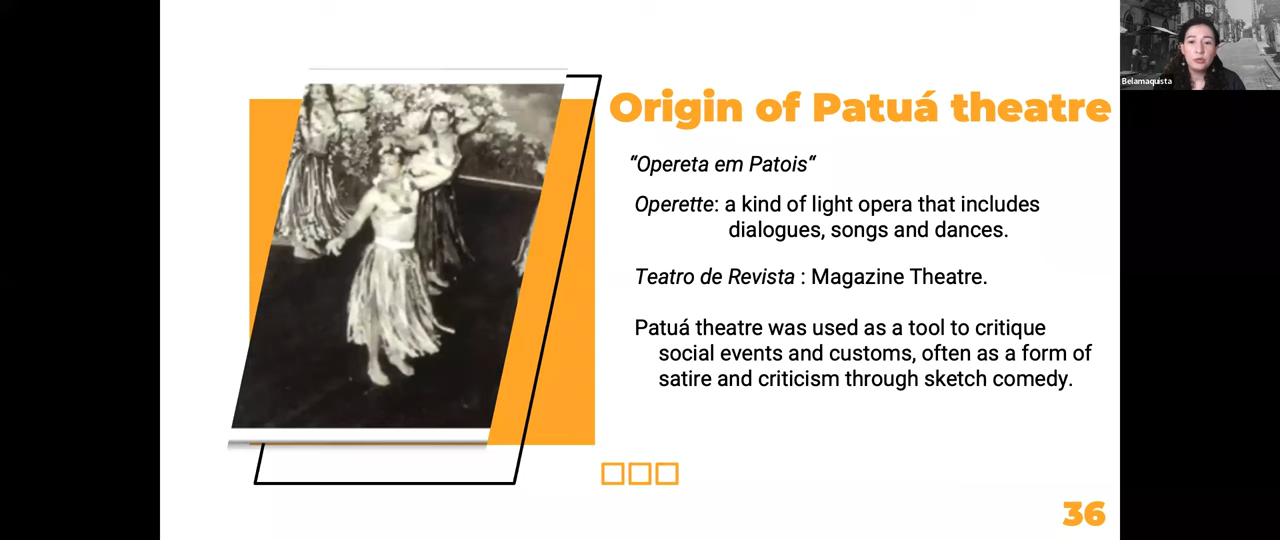 Belamaquista
Origin of Patuá theatre
“Opereta em Patois“
Operette: a kind of light opera that includes
dialogues, songs and dances.
Teatro de Revista : Magazine Theatre.
Patuá theatre was used as a tool to critique
social events and customs, often as a form of
satire and criticism through sketch comedy.
36